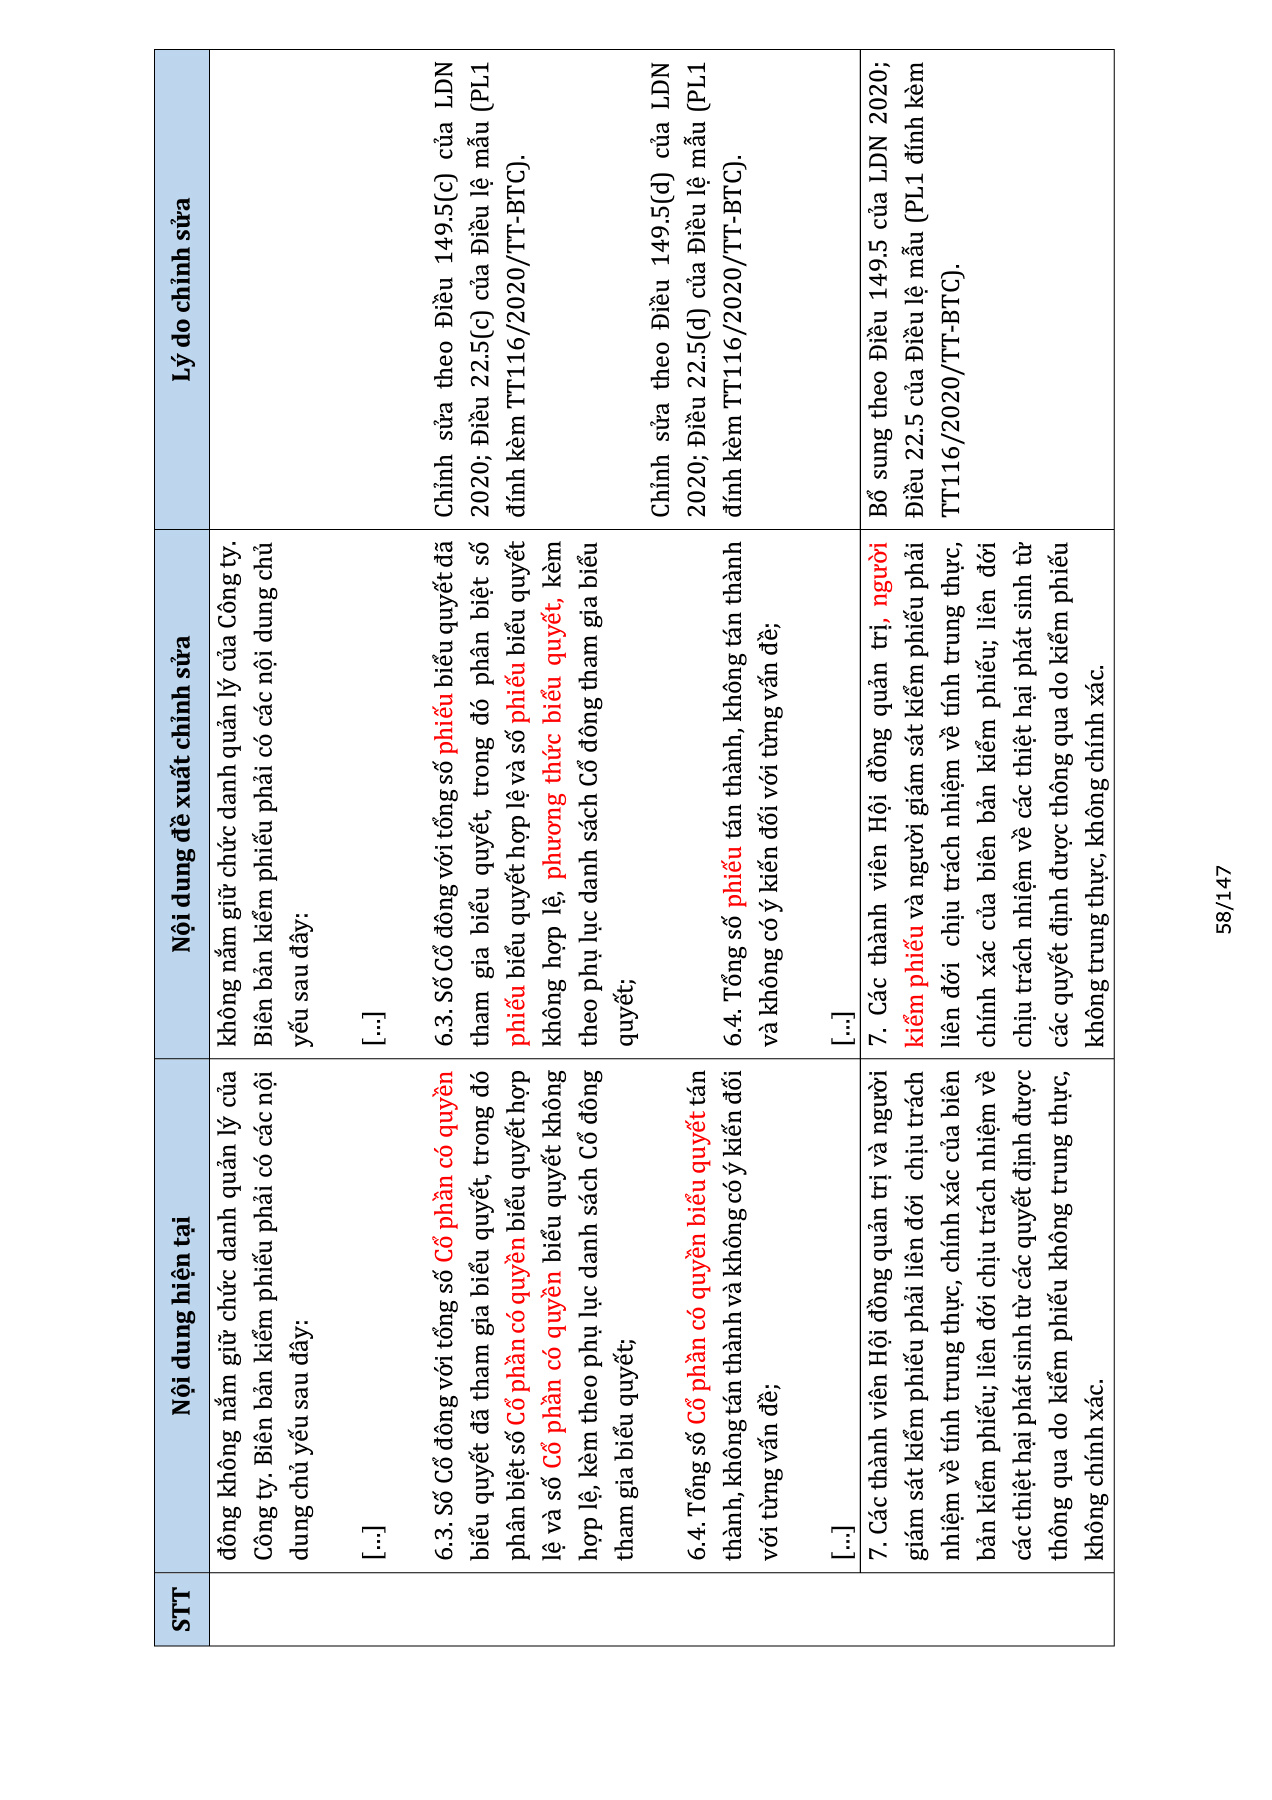 STT
Nội dung hiện tại
Nội dung đề xuất chỉnh sửa
Lý do chỉnh sửa
đông không nắm giữ chức danh quản lý của
Công ty. Biên bản kiểm phiếu phải có các nội
dung chủ yếu sau đây:
[...]
6.3. Số Cổ đông với tổng số Cổ phần có quyền
biểu quyết đã tham gia biểu quyết, trong đó
phân biệt số Cổ phần có quyền biểu quyết hợp
lệ và số Cổ phần có quyền biểu quyết không
hợp lệ, kèm theo phụ lục danh sách Cổ đông
tham gia biểu quyết;
6.4. Tổng số Cổ phần có quyền biểu quyết tán
thành, không tán thành và không có ý kiến đối
với từng vấn đề;
[...]
không nắm giữ chức danh quản lý của Công ty.
Biên bản kiểm phiếu phải có các nội dung chủ
yếu sau đây:
[...]
6.3. Số Cổ đông với tổng số phiếu biểu quyết đã
tham gia biểu quyết, trong đó phân biệt số
phiếu biểu quyết hợp lệ và số phiếu biểu quyết
không hợp lệ, phương thức biểu quyết, kèm
theo phụ lục danh sách Cổ đông tham gia biểu
quyết;
6.4. Tổng số phiếu tán thành, không tán thành
và không có ý kiến đối với từng vấn đề;
[...]
Chỉnh sửa theo Điều 149.5(c) của LDN
2020; Điều 22.5(c) của Điều lệ mẫu (PL1
đính kèm TT116/2020/TT-BTC).
Chỉnh sửa theo Điều 149.5(d) của LDN
2020; Điều 22.5(d) của Điều lệ mẫu (PL1
đính kèm TT116/2020/TT-BTC).
7. Các thành viên Hội đồng quản trị và người
giám sát kiểm phiếu phải liên đới chịu trách
nhiệm về tính trung thực, chính xác của biên
bản kiểm phiếu; liên đới chịu trách nhiệm về
các thiệt hại phát sinh từ các quyết định được
thông qua do kiểm phiếu không trung thực,
không chính xác.
7. Các thành viên Hội đồng quản trị, người
kiểm phiếu và người giám sát kiểm phiếu phải
liên đới chịu trách nhiệm về tính trung thực,
chính xác của biên bản kiểm phiếu; liên đới
chịu trách nhiệm về các thiệt hại phát sinh từ
các quyết định được thông qua do kiểm phiếu
không trung thực, không chính xác.
Bổ sung theo Điều 149.5 của LDN 2020;
Điều 22.5 của Điều lệ mẫu (PL1 đính kèm
TT116/2020/TT-BTC).
58/147